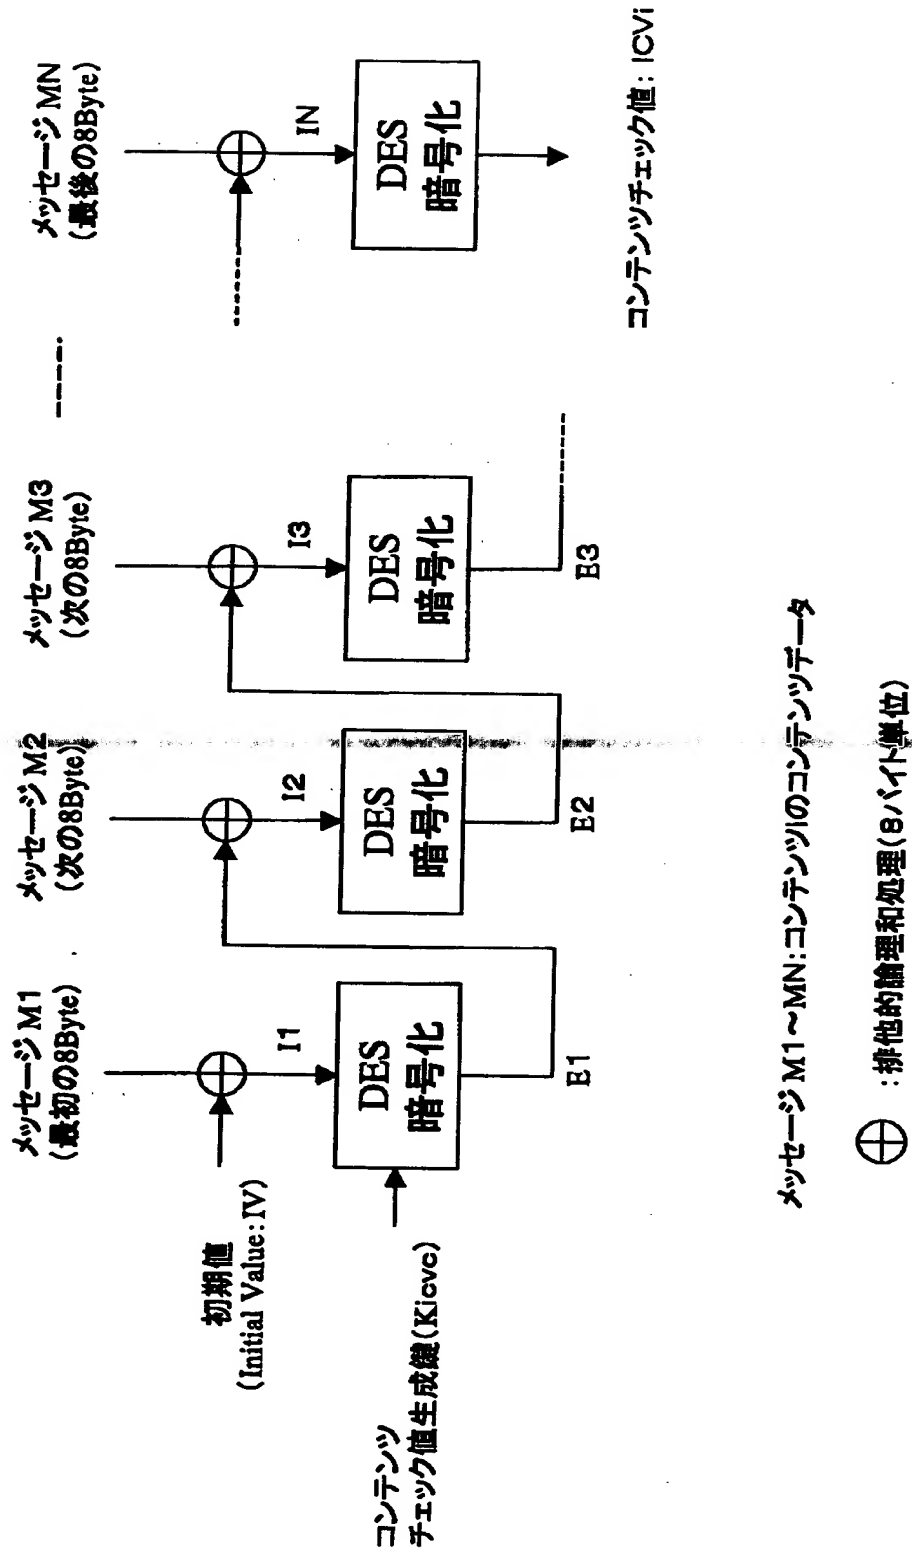 メッセージ M1
(最初の8Byte)
メッセージ M2
(次の8Byte)
メッセージ M3
(次の8Byte)
メッセージ MN
(最後の8Byte)
初期値
(Initial Value:IV)
I1
I2
I3
IN
コンテンツ
チェック値生成鍵(Kicvc)
DES
暗号化
DES
暗号化
DES
暗号化
DES
暗号化
E1
E2
E3
コンテンツチェック値: ICVi
メッセージ M1~MN:コンテンツiのコンテンツデータ
:排他的論理和処理(8バイト単位)